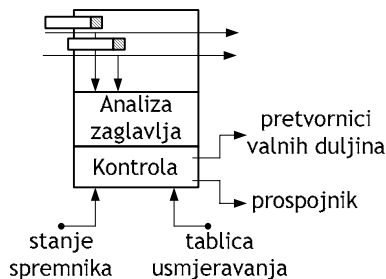 Analiza
zaglavlja
Kontrola
pretvornici
valnih duljina
prospojnik
stanje
spremnika
tablica
usmjeravanja